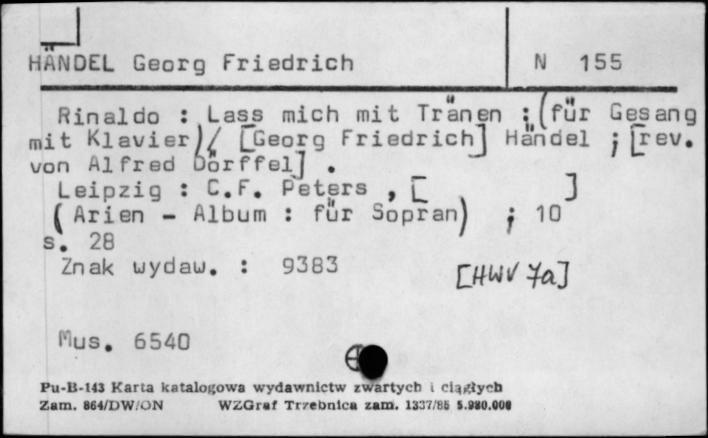 HÄNDEL Georg Friedrich N 155
Rinaldo : Lass mich mit Tränen : (für Gesang
mit Klavier)/ [Georg Friedrich] Händel ; [rev.
von Alfred Dörffel] .
Leipzig : C.F. Peters , [ ]
(Arien - Album : für Sopran) ; 10
s. 28
Znak wydaw. : 9383
[HWV 7a]
Mus. 6540
Pu-B-143 Karta katalogowa wydawnictw zwartych i ciągłych
Zam. 864/DW/ON WZGraf Trzebnica zam. 1337/86 5.980.000